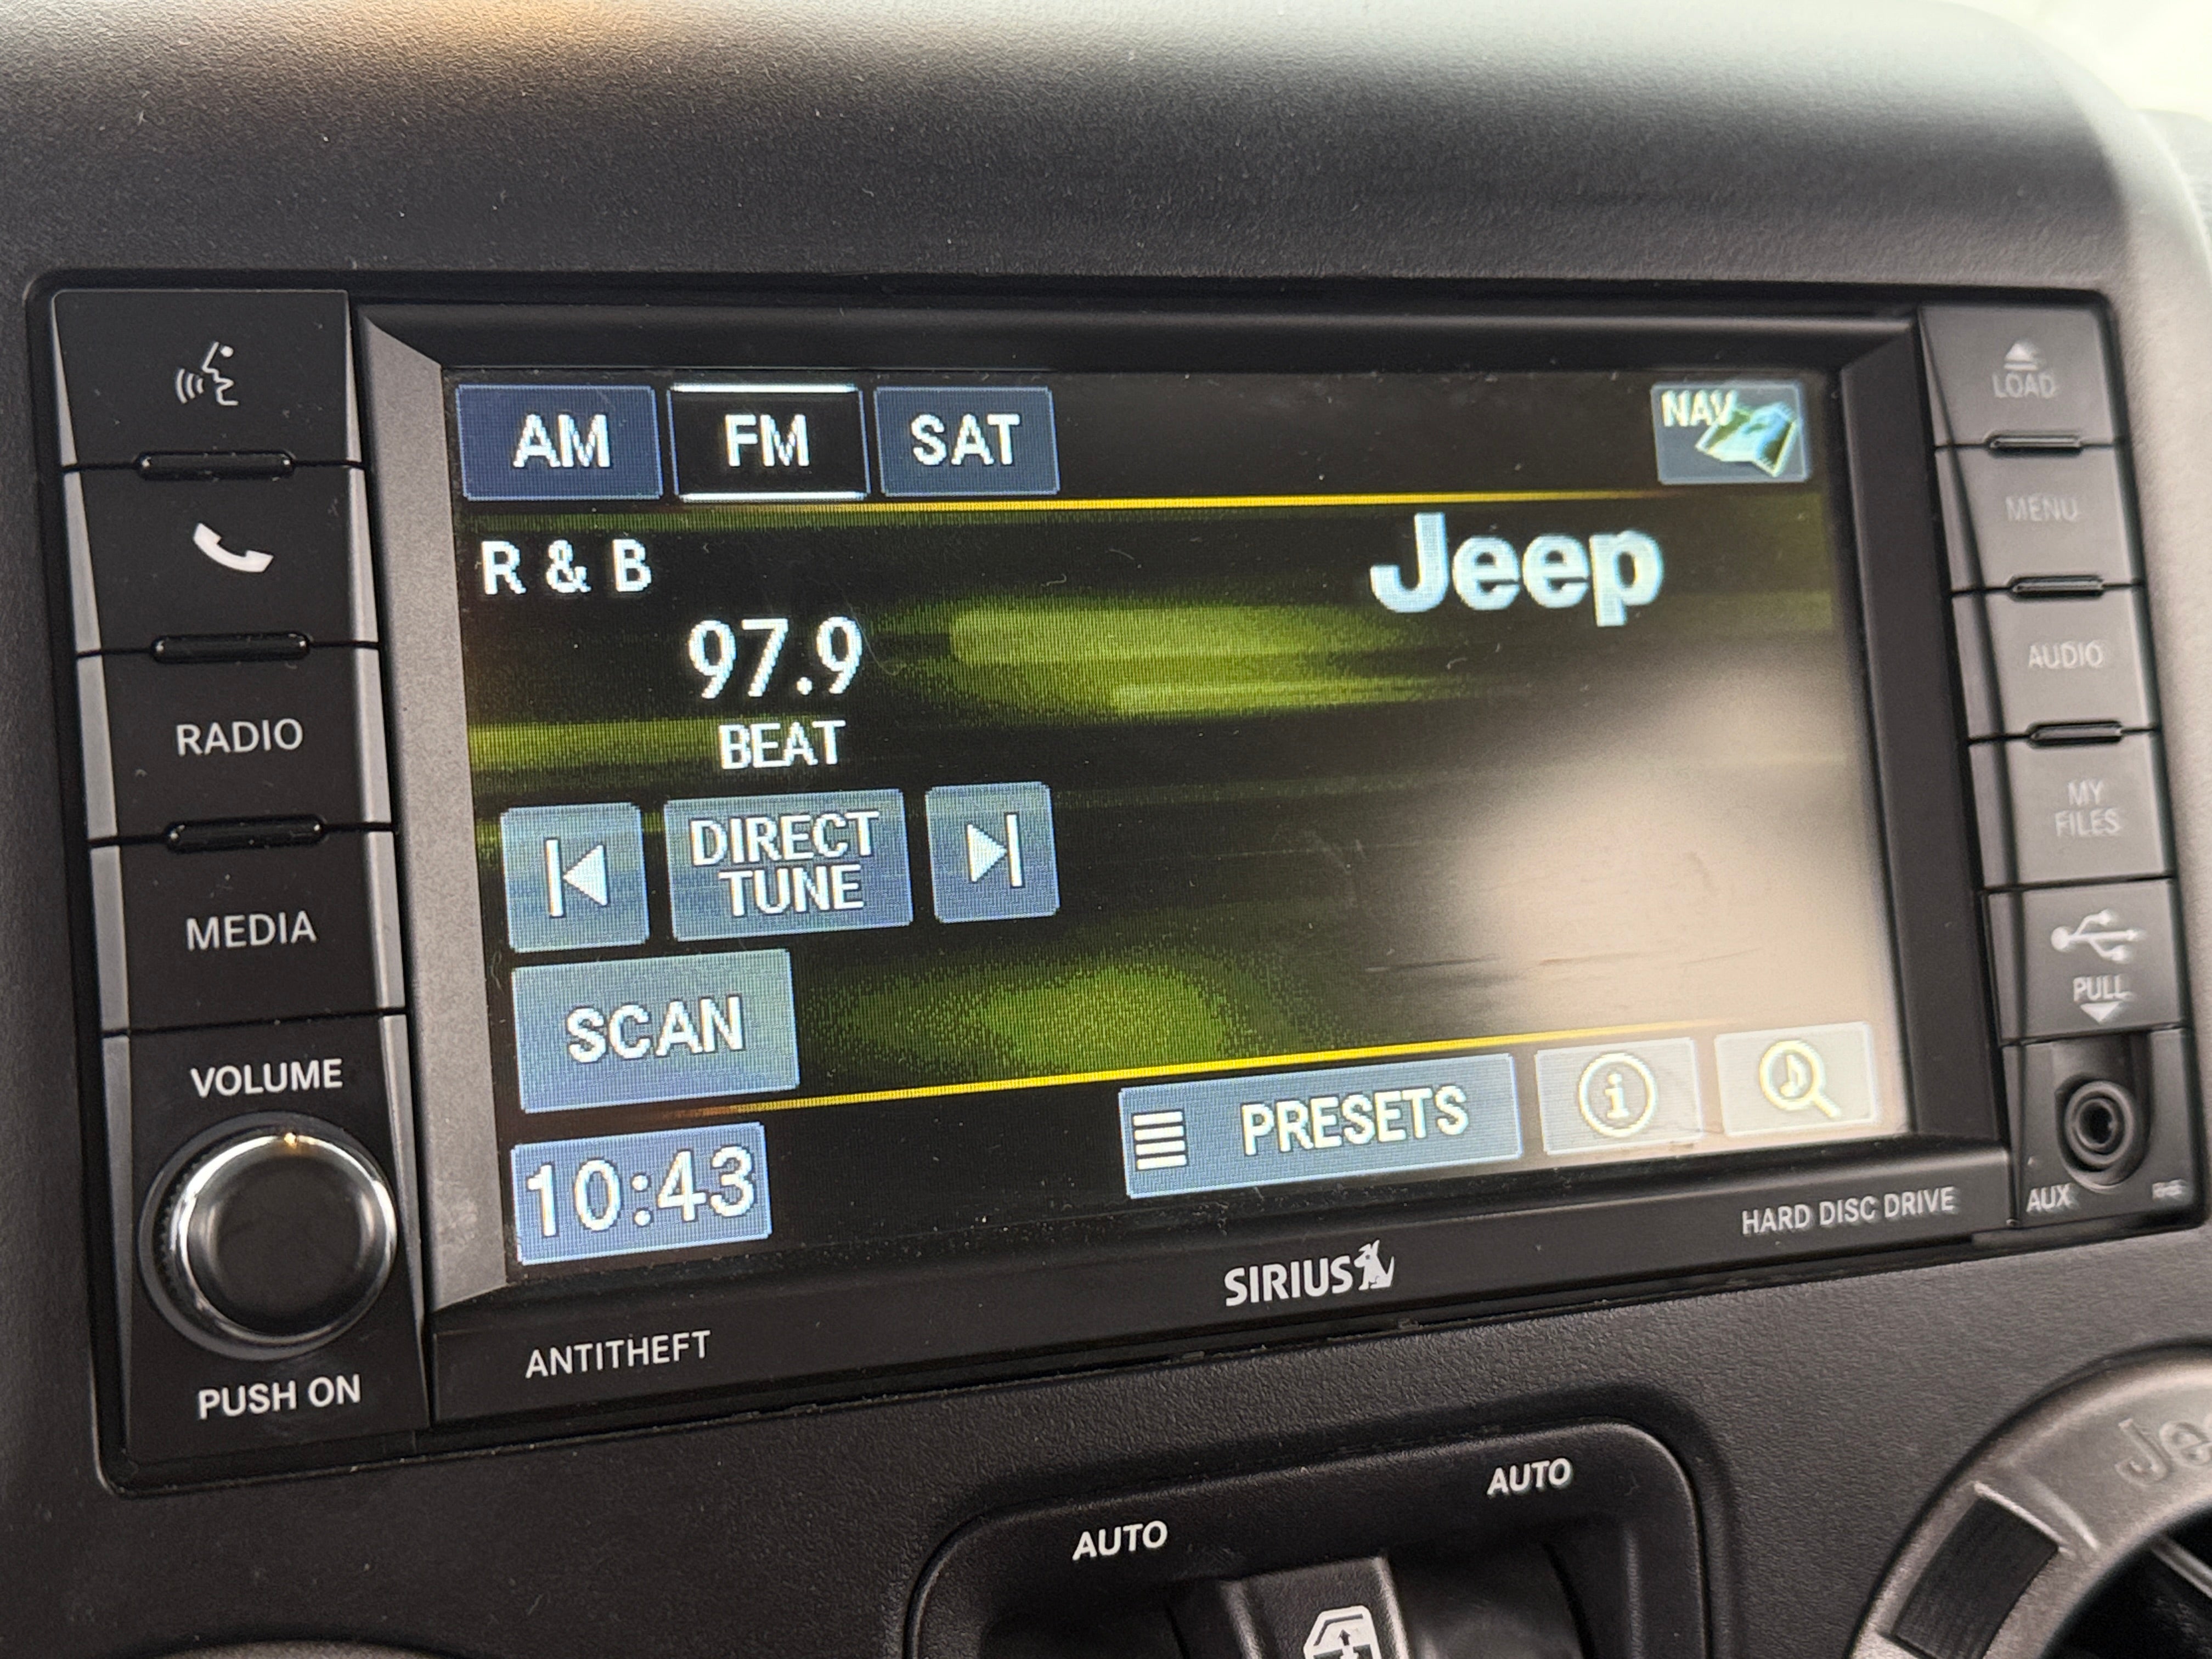 AM FM SAT NAV
R & B
Jeep
97.9
BEAT
DIRECT
TUNE
SCAN
10:43
PRESETS
RADIO
MEDIA
VOLUME
PUSH ON
LOAD
MENU
AUDIO
MY
FILES
PULL
AUX
HARD DISC DRIVE
SIRIUS
ANTITHEFT
AUTO
AUTO